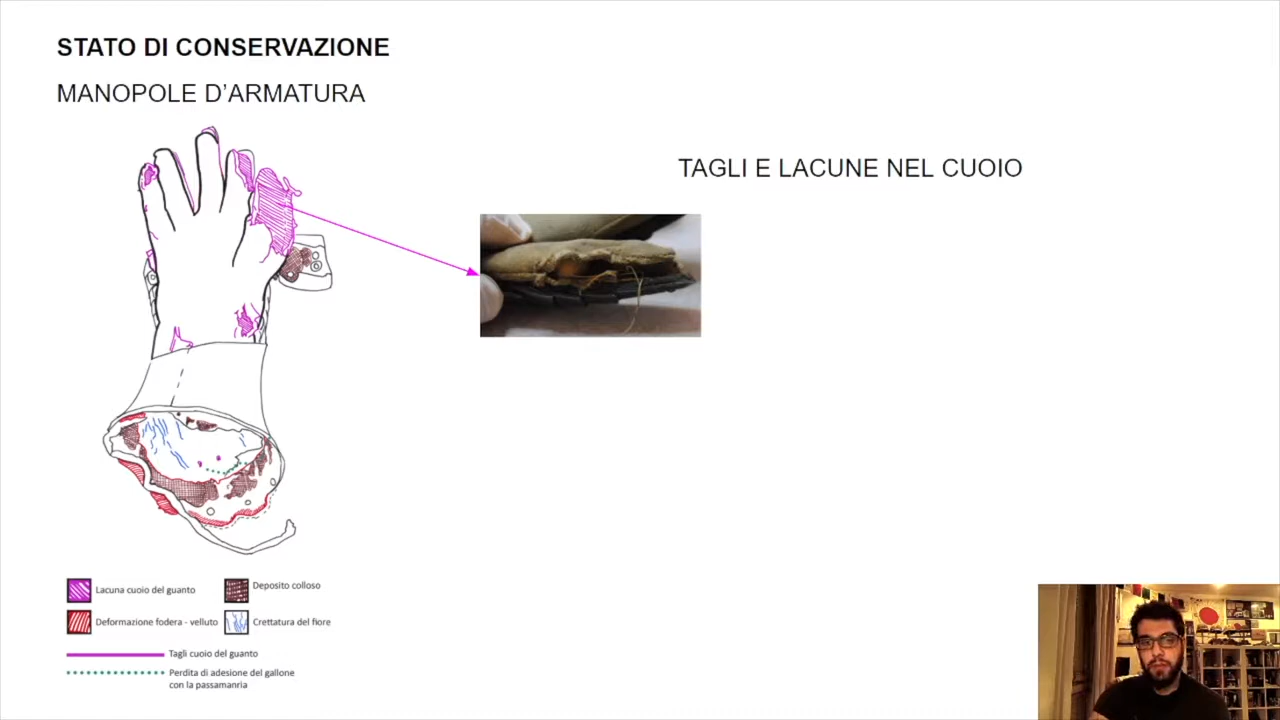 STATO DI CONSERVAZIONE
MANOPOLE D'ARMATURA
TAGLI E LACUNE NEL CUOIO
Lacuna cuoio del guanto
Deposito colloso
Deformazione fodera - velluto
Crettatura del fiore
Tagli cuoio del guanto
Perdita di adesione del gallone
con la passamanria